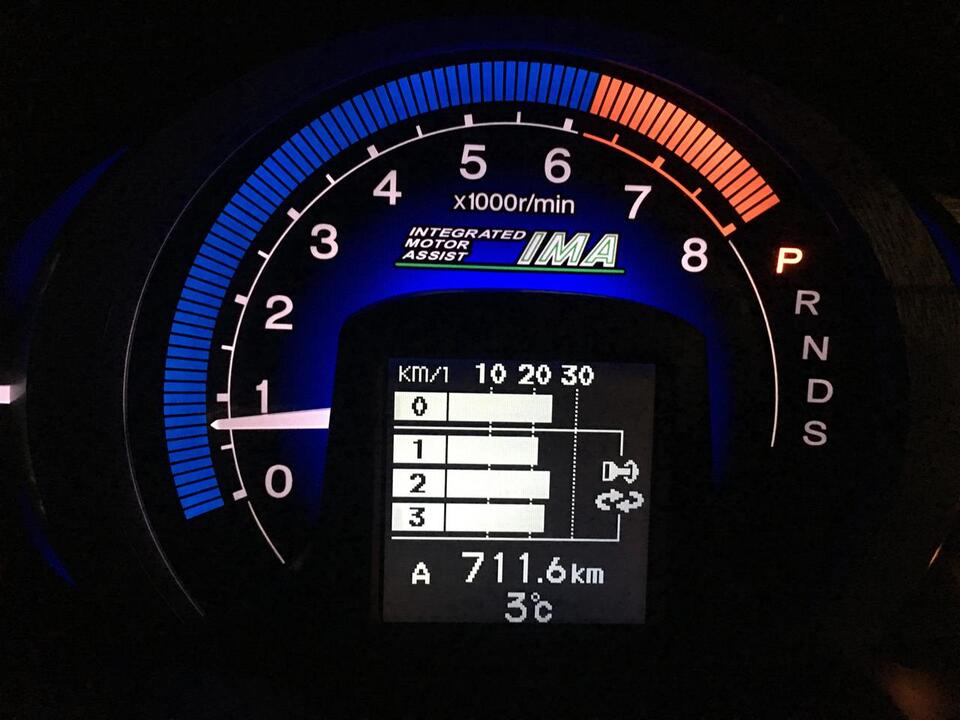 0
1
2
3
4
5
6
7
8
x1000r/min
INTEGRATED
MOTOR
ASSIST
IMA
P
R
N
D
S
KM/l 10 20 30
0
1
2
3
A 711.6km
3°C